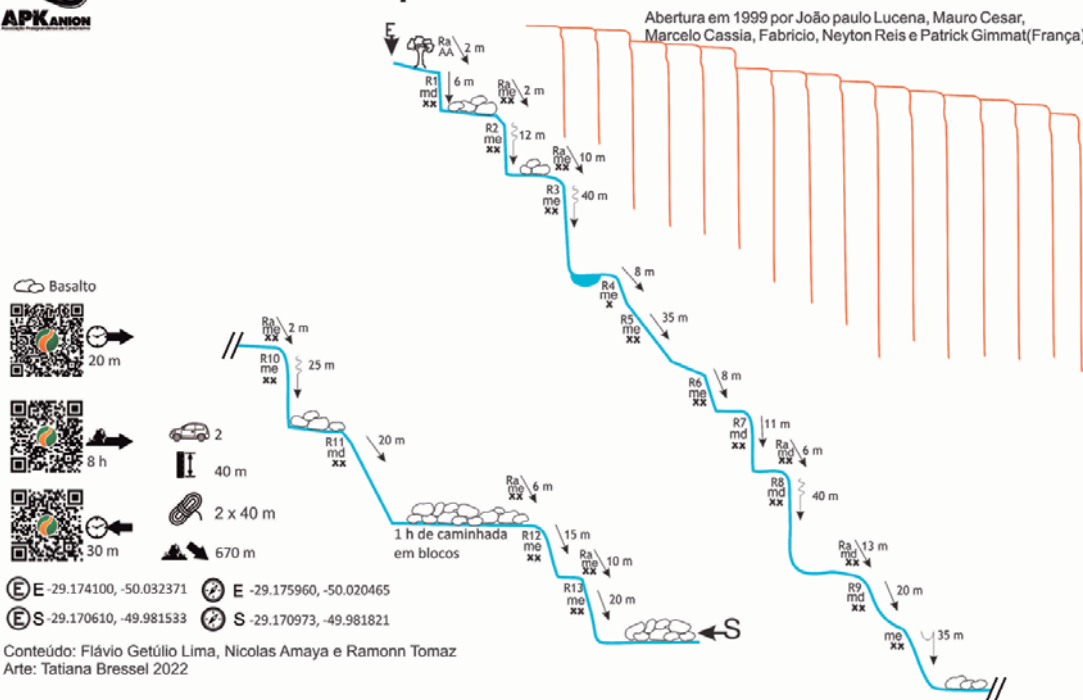 APKANION
Abertura em 1999 por João paulo Lucena, Mauro Cesar,
Marcelo Cassia, Fabricio, Neyton Reis e Patrick Gimmat(França)
E
Ra
AA
2 m
R1
md
xx
6 m
Ra
me
xx
2 m
R2
me
xx
12 m
Ra
me
xx
10 m
R3
me
xx
40 m
R4
me
x
8 m
R5
me
xx
35 m
R6
me
xx
8 m
R7
md
xx
11 m
Ra
md
xx
6 m
R8
md
xx
40 m
Ra
md
xx
13 m
R9
md
xx
20 m
me
xx
35 m
Basalto
20 m
8 h
30 m
2
40 m
2 x 40 m
670 m
Ra
me
xx
2 m
R10
me
xx
25 m
R11
md
xx
20 m
1 h de caminhada
em blocos
Ra
me
xx
6 m
R12
me
xx
15 m
Ra
me
xx
10 m
R13
me
xx
20 m
S
E E -29.174100, -50.032371
E -29.175960, -50.020465
E S -29.170610, -49.981533
S -29.170973, -49.981821
Conteúdo: Flávio Getúlio Lima, Nicolas Amaya e Ramonn Tomaz
Arte: Tatiana Bressel 2022